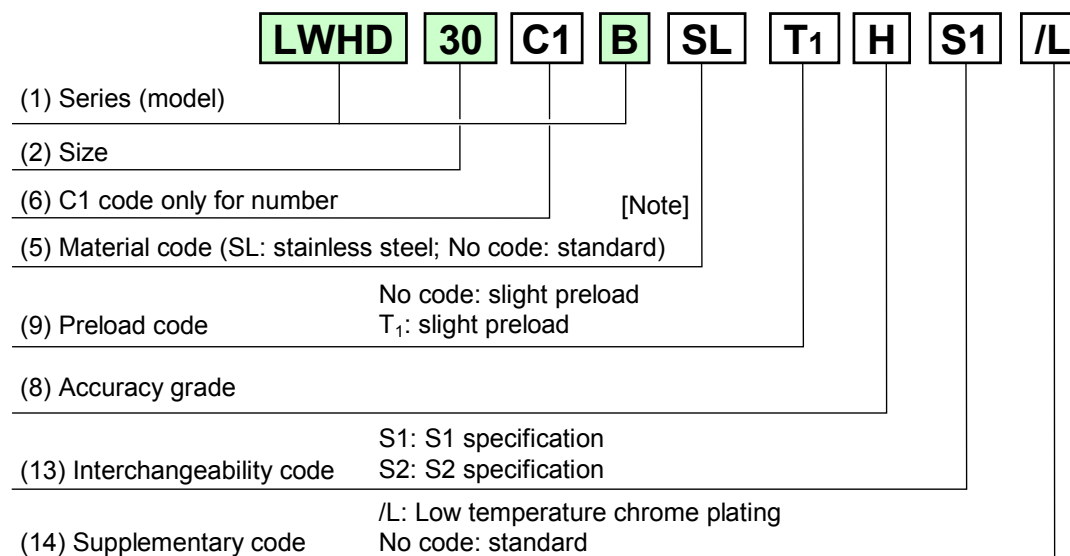 LWHD 30 C1 B SL T₁ H S1 /L
(1) Series (model)
(2) Size
(6) C1 code only for number
[Note]
(5) Material code (SL: stainless steel; No code: standard)
No code: slight preload
(9) Preload code T₁: slight preload
(8) Accuracy grade
S1: S1 specification
(13) Interchangeability code S2: S2 specification
/L: Low temperature chrome plating
(14) Supplementary code No code: standard